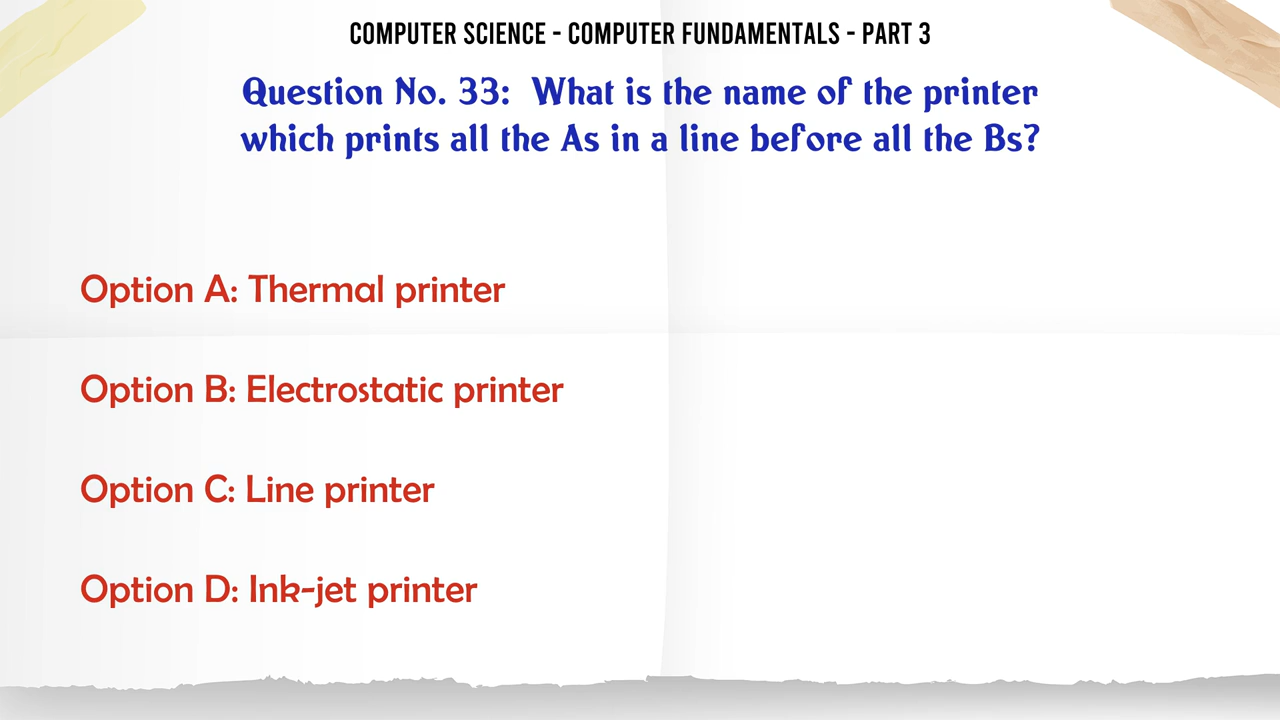 COMPUTER SCIENCE - COMPUTER FUNDAMENTALS - PART 3
Question No. 33: What is the name of the printer
which prints all the As in a line before all the Bs?
Option A: Thermal printer
Option B: Electrostatic printer
Option C: Line printer
Option D: Ink-jet printer